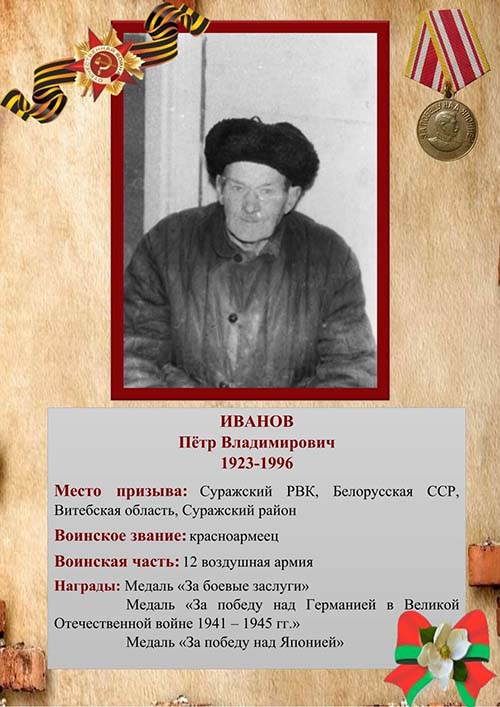 ИВАНОВ
Пётр Владимирович
1923-1996
Место призыва: Суражский РВК, Белорусская ССР,
Витебская область, Суражский район
Воинское звание: красноармеец
Воинская часть: 12 воздушная армия
Награды: Медаль «За боевые заслуги»
Медаль «За победу над Германией в Великой
Отечественной войне 1941 – 1945 гг.»
Медаль «За победу над Японией»